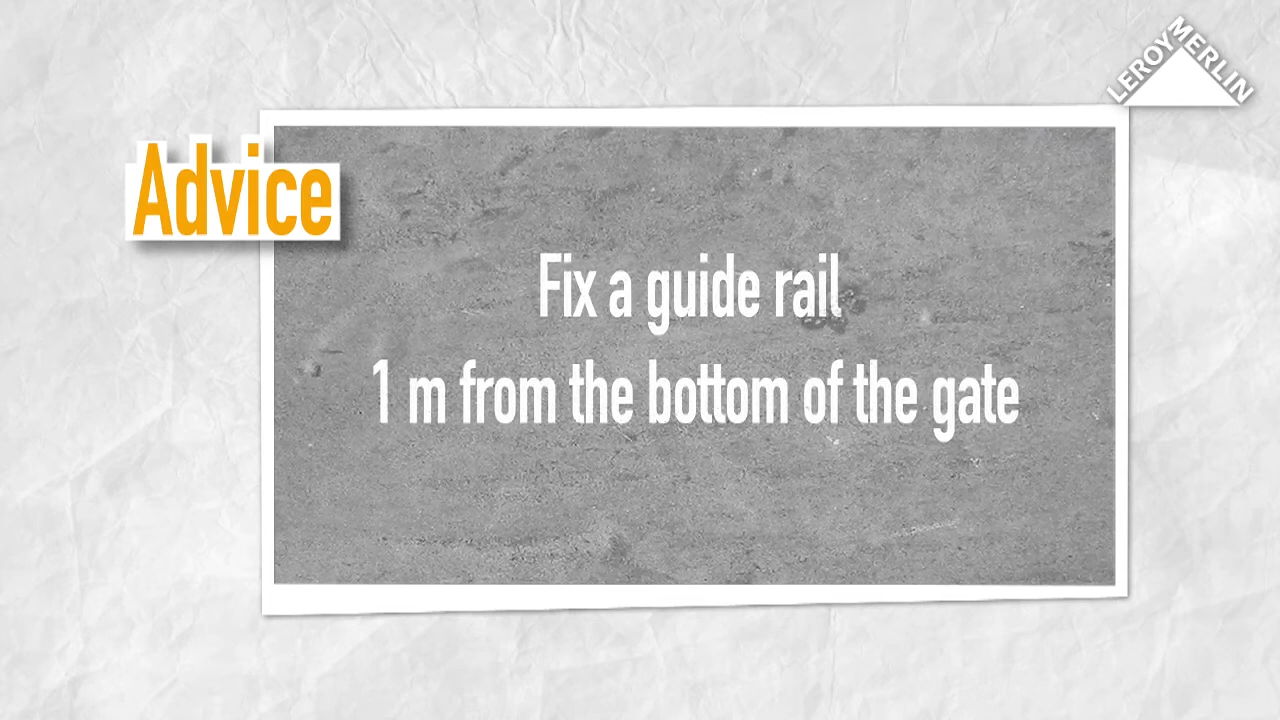 LEROY MERLIN
Advice
Fix a guide rail
1 m from the bottom of the gate